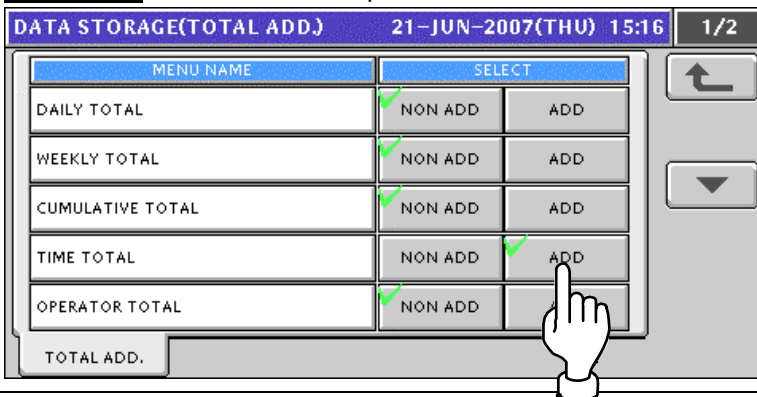 DATA STORAGE(TOTAL ADD.) 21-JUN-2007(THU) 15:16 1/2
MENU NAME SELECT
DAILY TOTAL NON ADD ADD
WEEKLY TOTAL NON ADD ADD
CUMULATIVE TOTAL NON ADD ADD
TIME TOTAL NON ADD ADD
OPERATOR TOTAL NON ADD
TOTAL ADD.